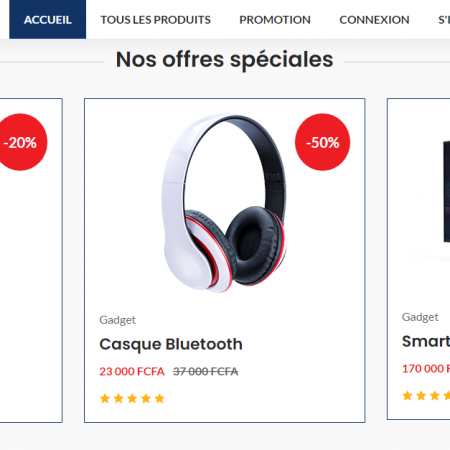 ACCUEIL TOUS LES PRODUITS PROMOTION CONNEXION
Nos offres spéciales
-20%
-50%
Gadget
Casque Bluetooth
23 000 FCFA 37 000 FCFA
Gadget
Smart
170 000